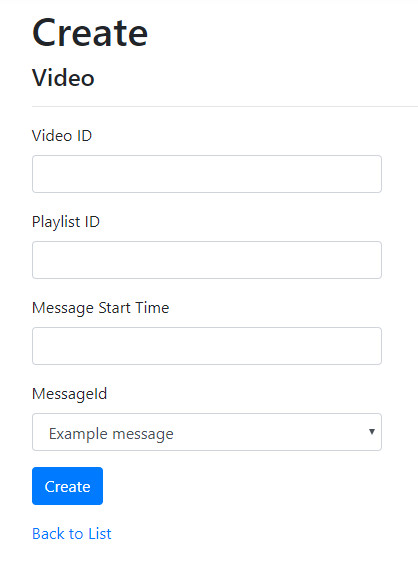 Create
Video
Video ID
Playlist ID
Message Start Time
MessageId
Example message
Create
Back to List